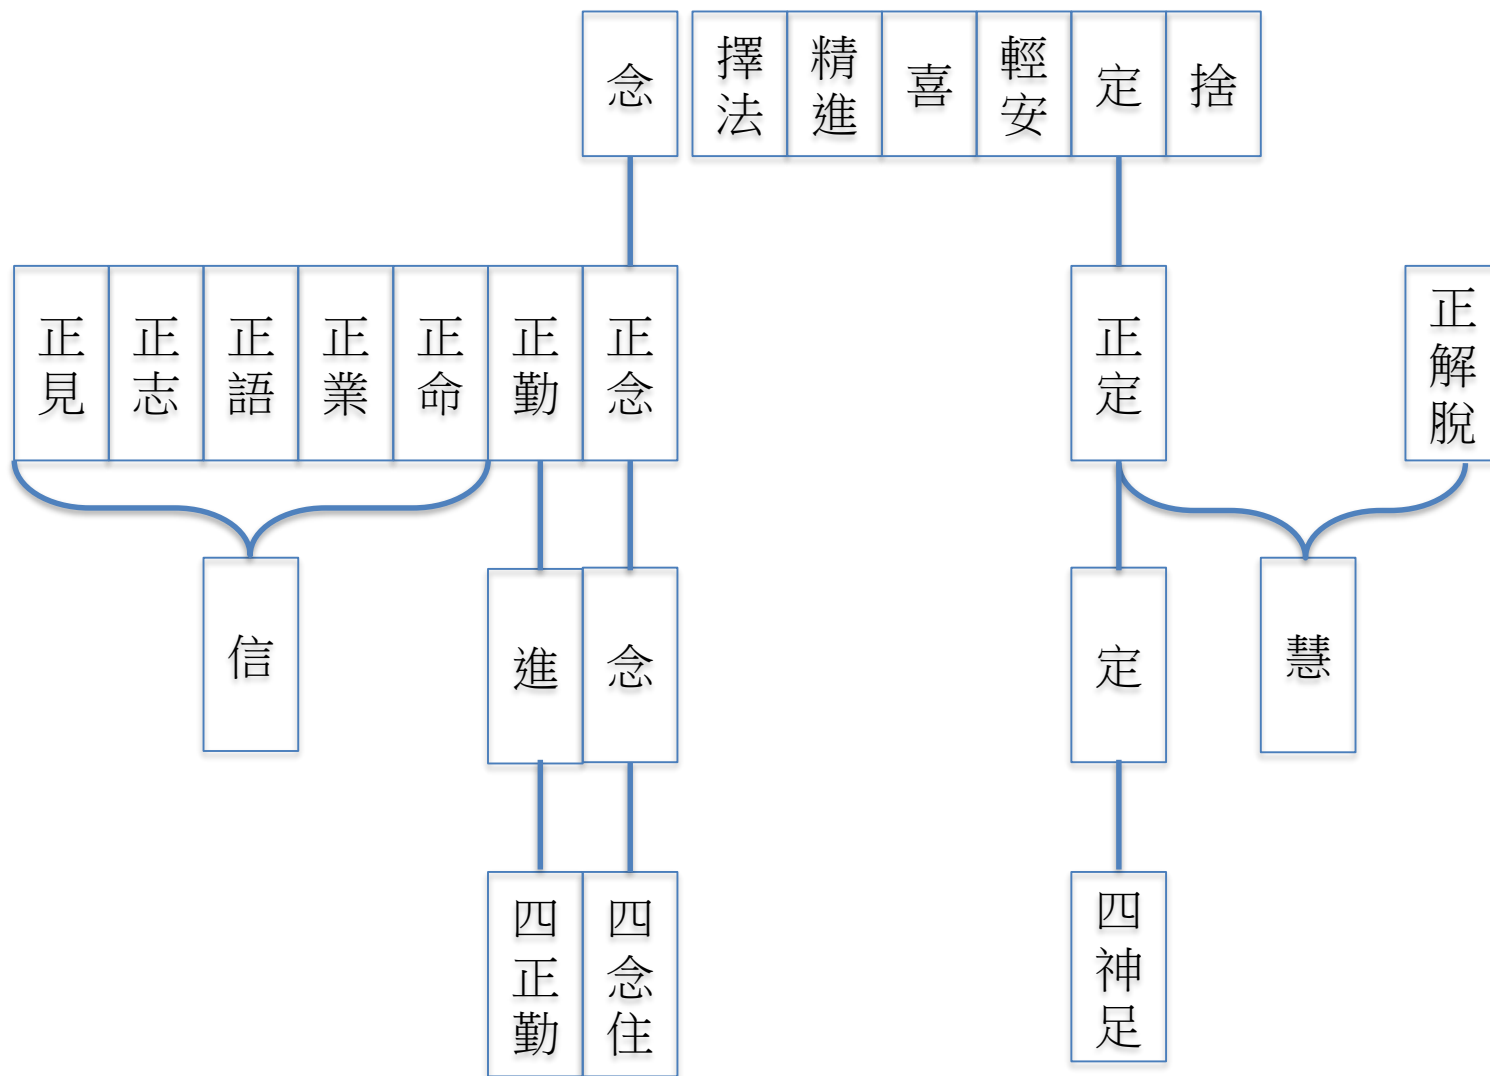 念
擇法
精進
喜
輕安
定
捨
正見
正志
正語
正業
正命
正勤
正念
正定
正解脫
信
進
念
定
慧
四正勤
四念住
四神足